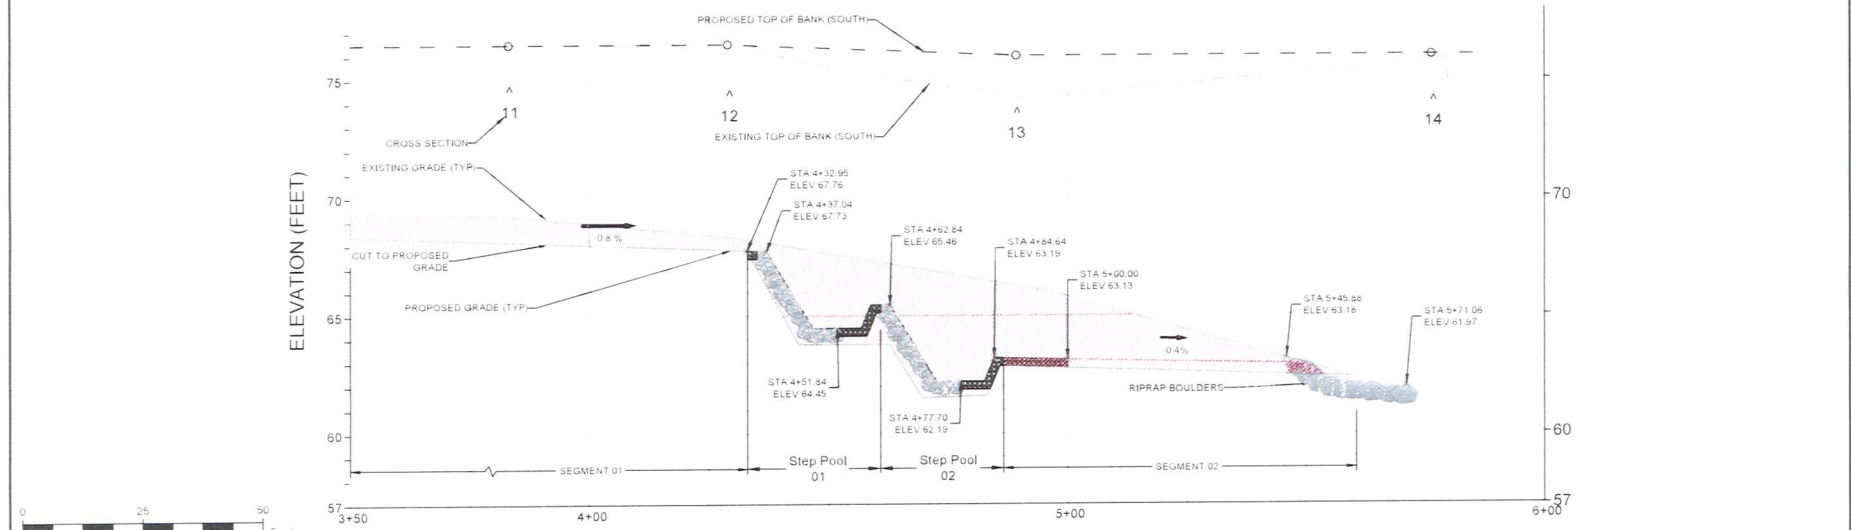 PROPOSED TOP OF BANK (SOUTH)
75
11
12
13
14
CROSS SECTION
EXISTING TOP OF BANK (SOUTH)
EXISTING GRADE (TYP)
ELEVATION (FEET)
70
70
STA 4+32.95
ELEV 67.76
STA 4+37.04
ELEV 67.73
STA 4+62.84
ELEV 65.46
STA 4+84.64
ELEV 63.19
STA 5+00.00
ELEV 63.13
STA 5+45.88
ELEV 63.18
STA 5+71.06
ELEV 61.97
-0.8 %
CUT TO PROPOSED
GRADE
PROPOSED GRADE (TYP)
65
-0.4%
STA 4+51.84
ELEV 64.45
RIPRAP BOULDERS
STA 4+77.70
ELEV 62.19
60
60
SEGMENT 01
Step Pool
01
Step Pool
02
SEGMENT 02
57
57
3+50
4+00
5+00
6+00
0
25
50